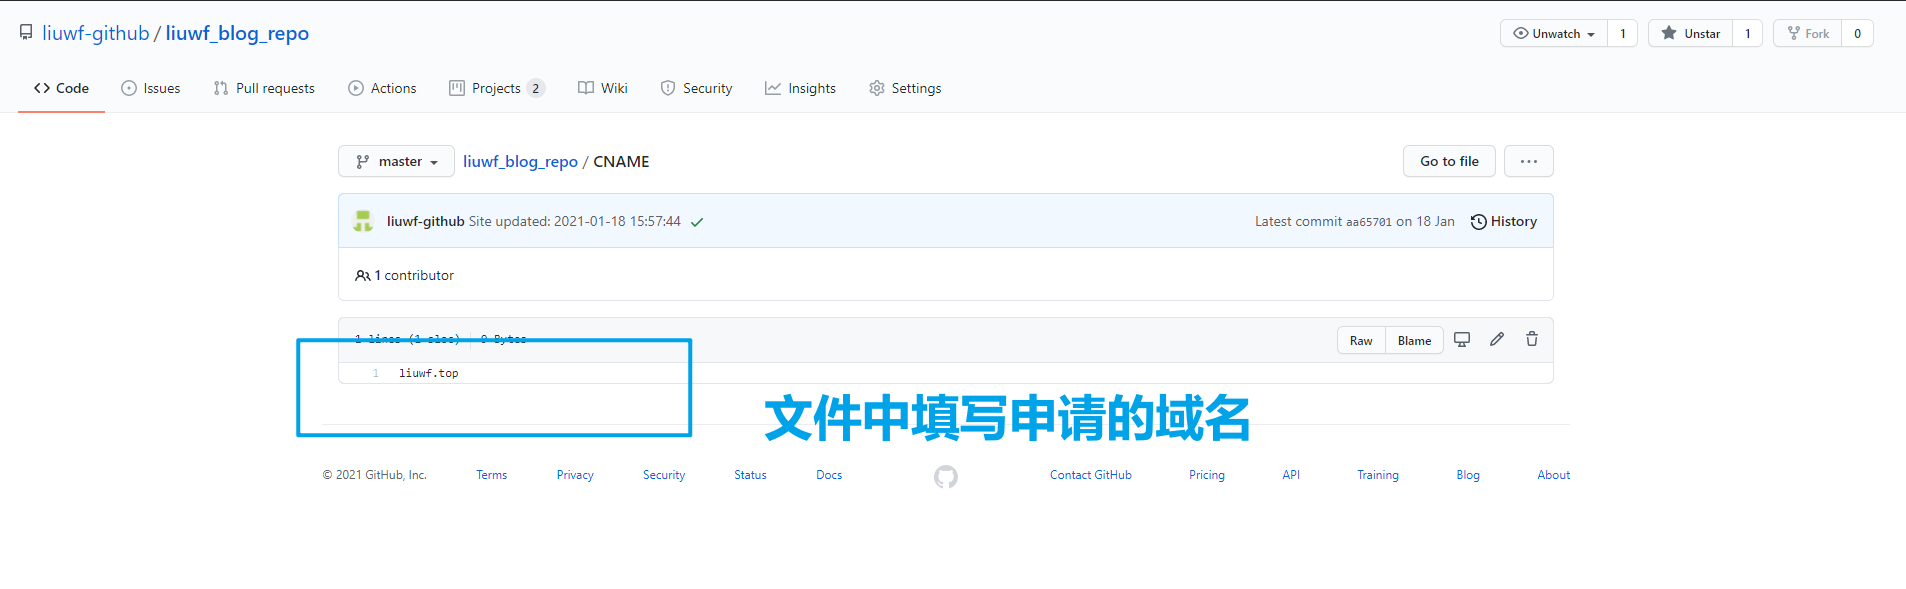 liuwf-github / liuwf_blog_repo
Unwatch 1
Unstar 1
Fork 0
Code Issues Pull requests Actions Projects 2 Wiki Security Insights Settings
master liuwf_blog_repo / CNAME Go to file ...
liuwf-github Site updated: 2021-01-18 15:57:44 Latest commit aa65701 on 18 Jan History
1 contributor
1 lines (1 sloc) 9 Bytes Raw Blame
1 liuwf.top
文件中填写申请的域名
© 2021 GitHub, Inc. Terms Privacy Security Status Docs Contact GitHub Pricing API Training Blog About